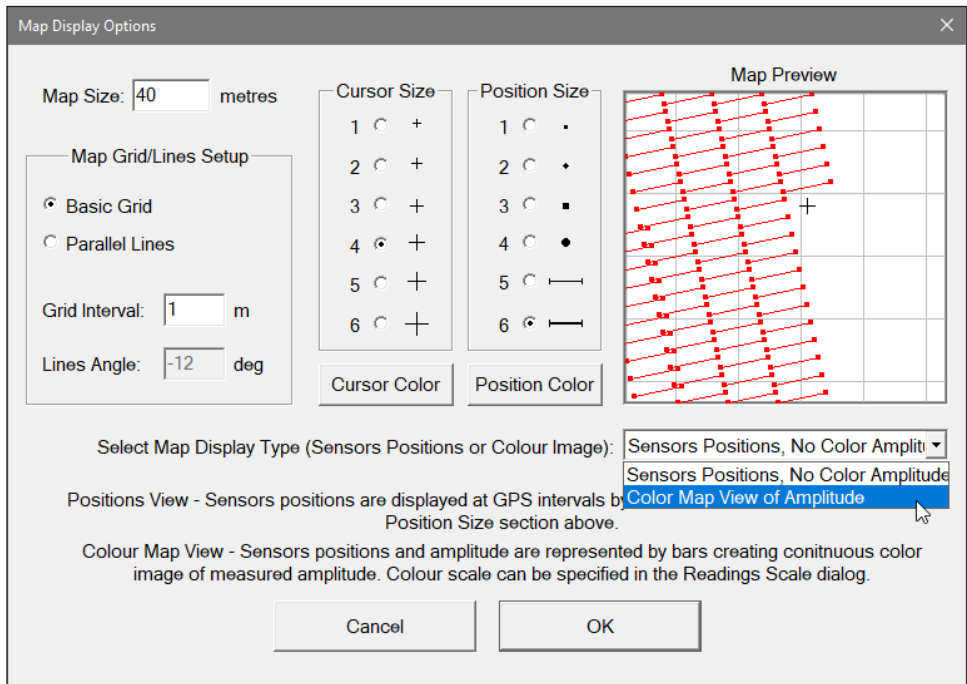 Map Display Options
Map Size: 40 metres
Map Grid/Lines Setup
Basic Grid
Parallel Lines
Grid Interval: 1 m
Lines Angle: -12 deg
Cursor Size
1
2
3
4
5
6
Cursor Color
Position Size
1
2
3
4
5
6
Position Color
Map Preview
Select Map Display Type (Sensors Positions or Colour Image): Sensors Positions, No Color Amplitu
Sensors Positions, No Color Amplitude
Color Map View of Amplitude
Positions View - Sensors positions are displayed at GPS intervals by
Position Size section above.
Colour Map View - Sensors positions and amplitude are represented by bars creating conitnuous color
image of measured amplitude. Colour scale can be specified in the Readings Scale dialog.
Cancel
OK